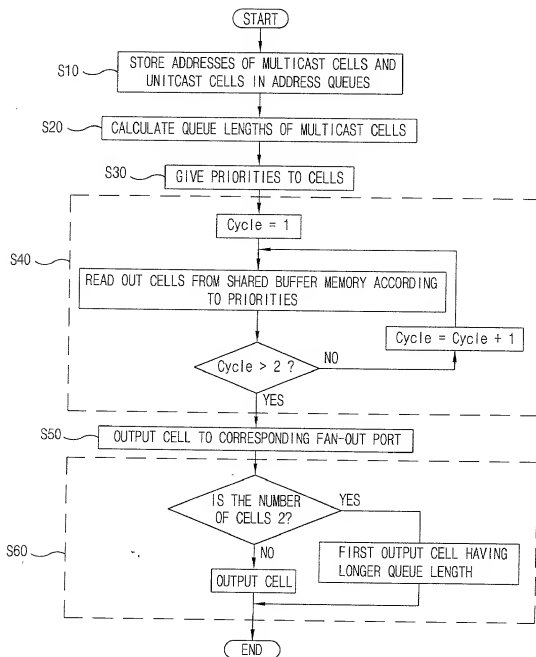 START
S10
STORE ADDRESSES OF MULTICAST CELLS AND
UNITCAST CELLS IN ADDRESS QUEUES
S20
CALCULATE QUEUE LENGTHS OF MULTICAST CELLS
S30
GIVE PRIORITIES TO CELLS
S40
Cycle = 1
READ OUT CELLS FROM SHARED BUFFER MEMORY ACCORDING
TO PRIORITIES
Cycle = Cycle + 1
Cycle > 2 ?
NO
YES
S50
OUTPUT CELL TO CORRESPONDING FAN-OUT PORT
S60
IS THE NUMBER
OF CELLS 2?
YES
NO
FIRST OUTPUT CELL HAVING
LONGER QUEUE LENGTH
OUTPUT CELL
END